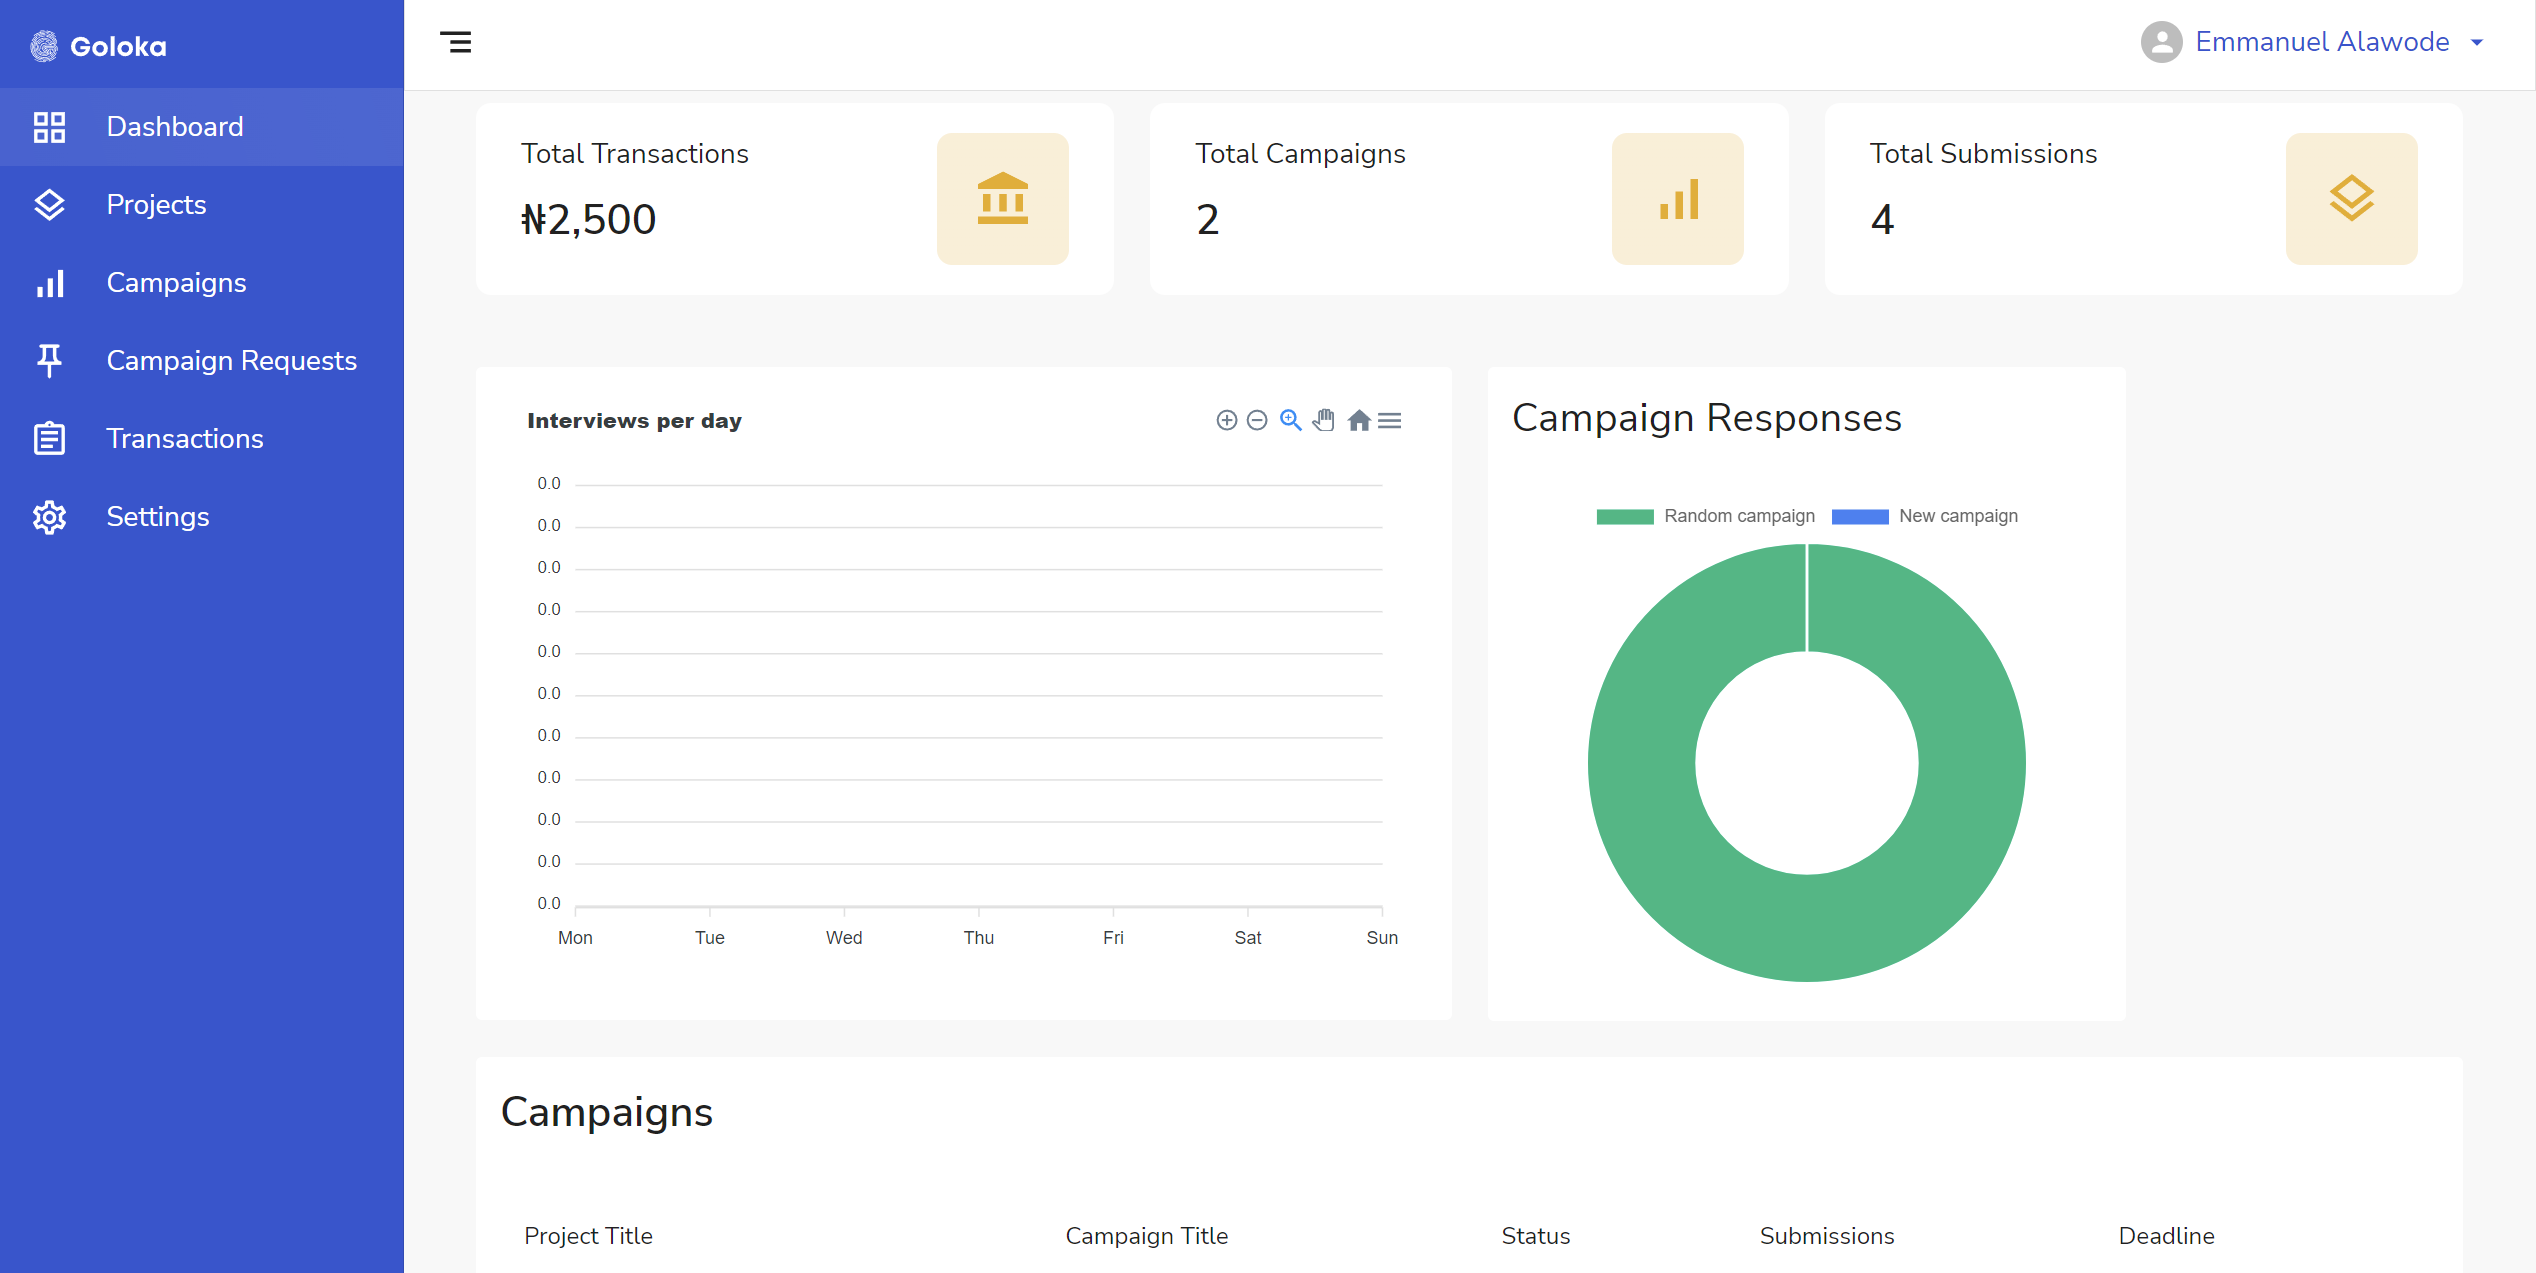 Goloka
Emmanuel Alawode
Dashboard
Projects
Campaigns
Campaign Requests
Transactions
Settings
Total Transactions
₦2,500
Total Campaigns
2
Total Submissions
4
Interviews per day
0.0
0.0
0.0
0.0
0.0
0.0
0.0
0.0
0.0
0.0
0.0
Mon Tue Wed Thu Fri Sat Sun
Campaign Responses
Random campaign New campaign
Campaigns
Project Title Campaign Title Status Submissions Deadline